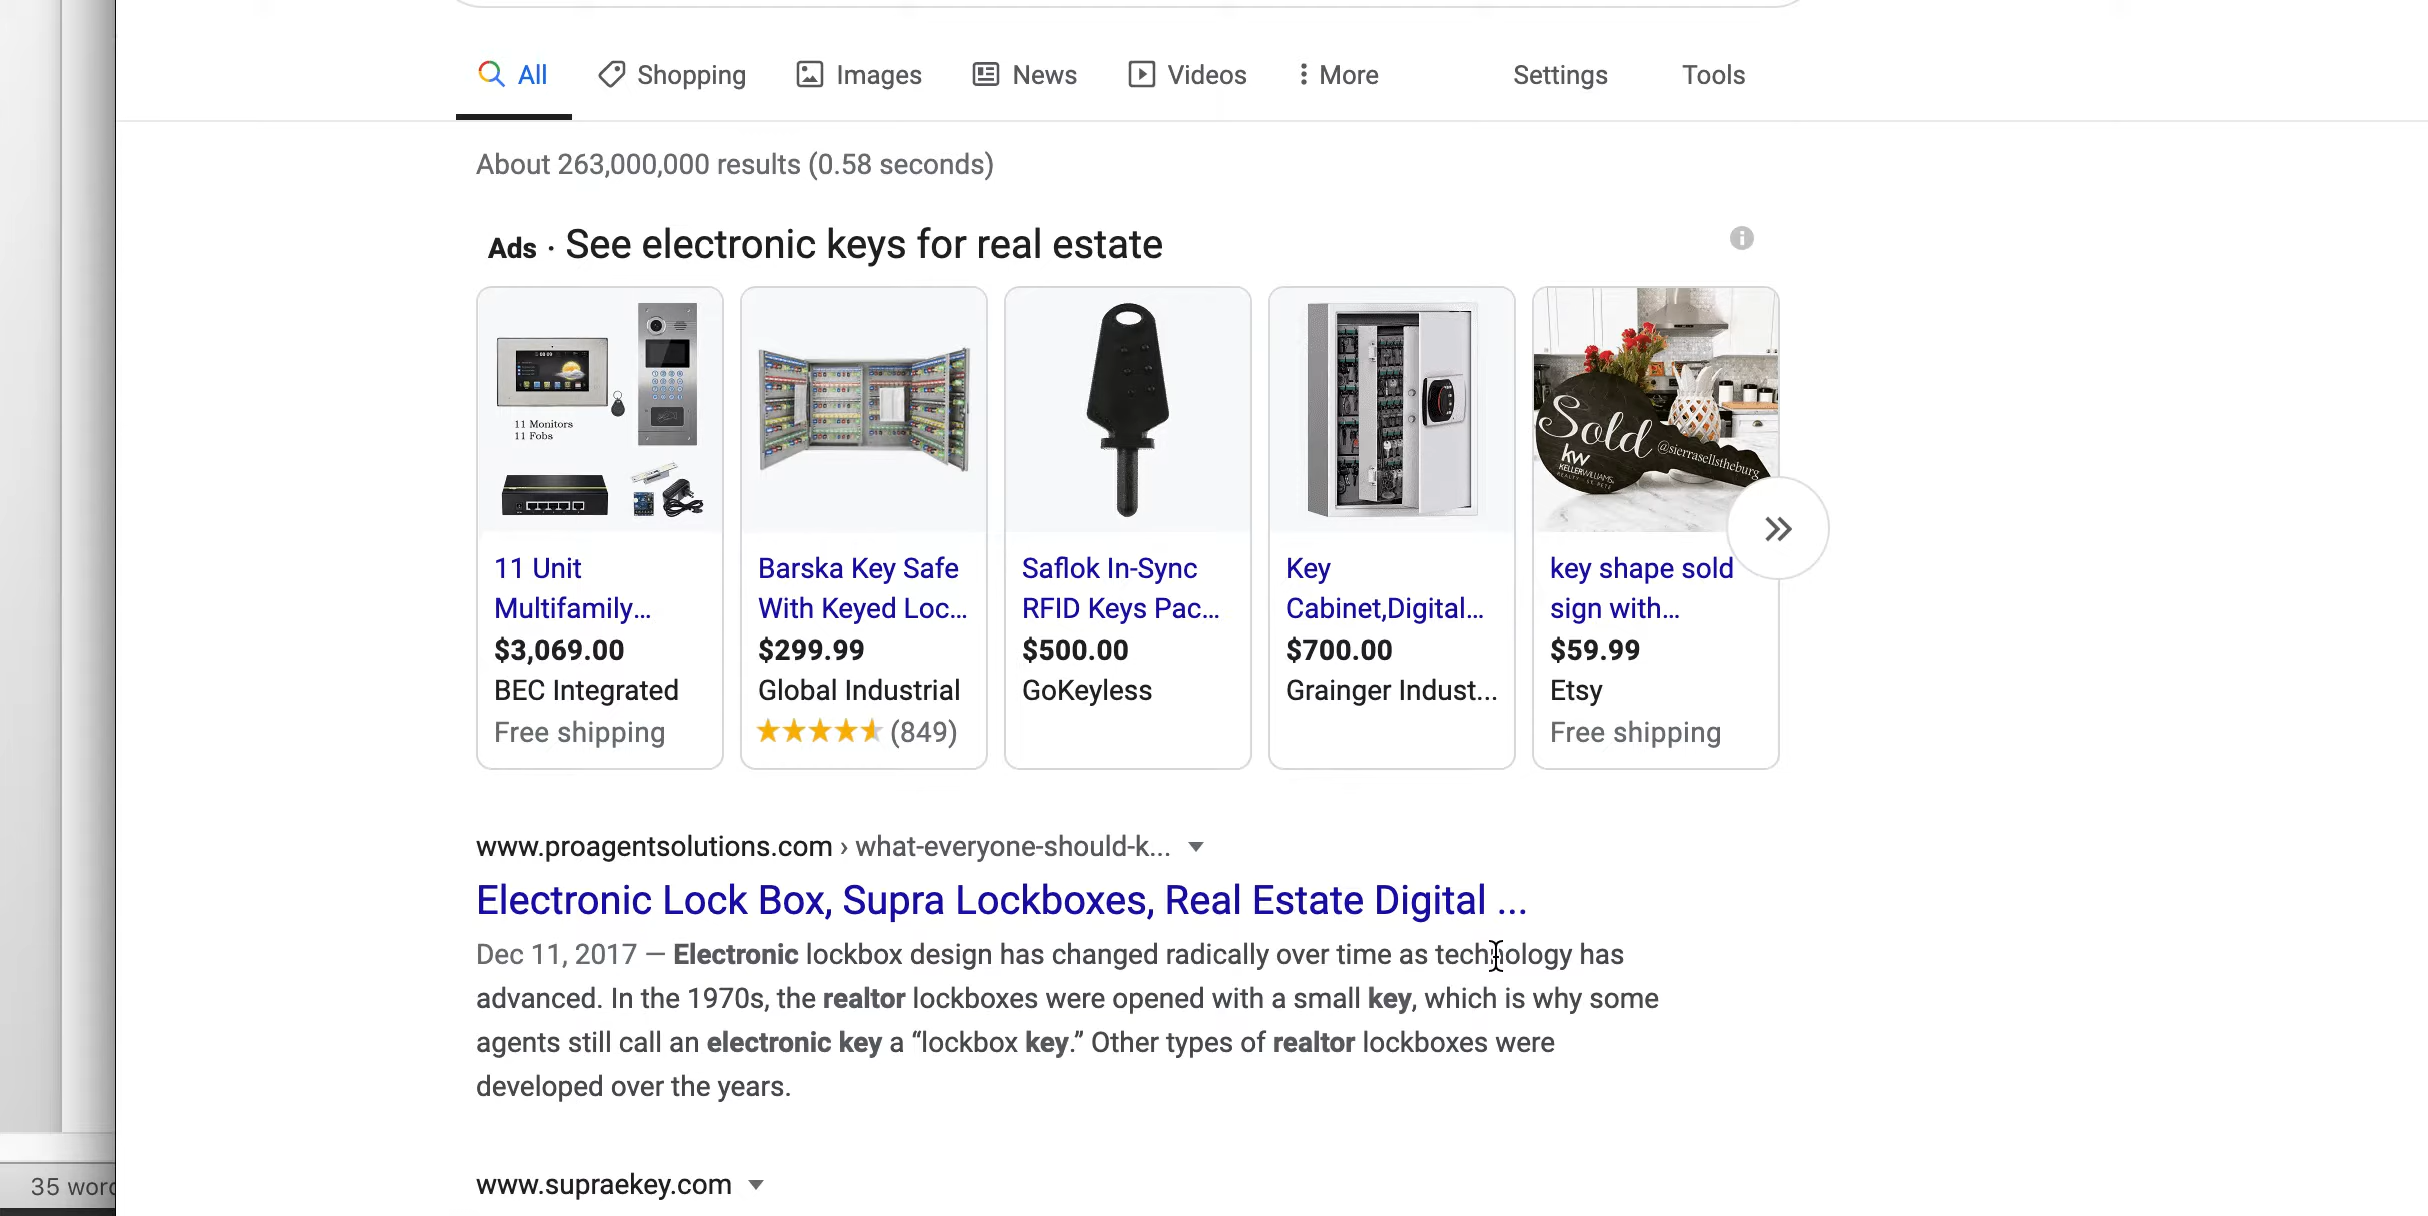 All
Shopping
Images
News
Videos
More
Settings
Tools
About 263,000,000 results (0.58 seconds)
Ads · See electronic keys for real estate
11 Monitors
11 Fobs
Sold
@sierrasellstheburg
kw
KELLERWILLIAMS
REALTY
11 Unit
Multifamily...
$3,069.00
BEC Integrated
Free shipping
Barska Key Safe
With Keyed Loc...
$299.99
Global Industrial
(849)
Saflok In-Sync
RFID Keys Pac...
$500.00
GoKeyless
Key
Cabinet,Digital...
$700.00
Grainger Indust...
key shape sold
sign with...
$59.99
Etsy
Free shipping
www.proagentsolutions.com › what-everyone-should-k...
Electronic Lock Box, Supra Lockboxes, Real Estate Digital ...
Dec 11, 2017 — Electronic lockbox design has changed radically over time as technology has
advanced. In the 1970s, the realtor lockboxes were opened with a small key, which is why some
agents still call an electronic key a “lockbox key.” Other types of realtor lockboxes were
developed over the years.
www.supraekey.com
35 word